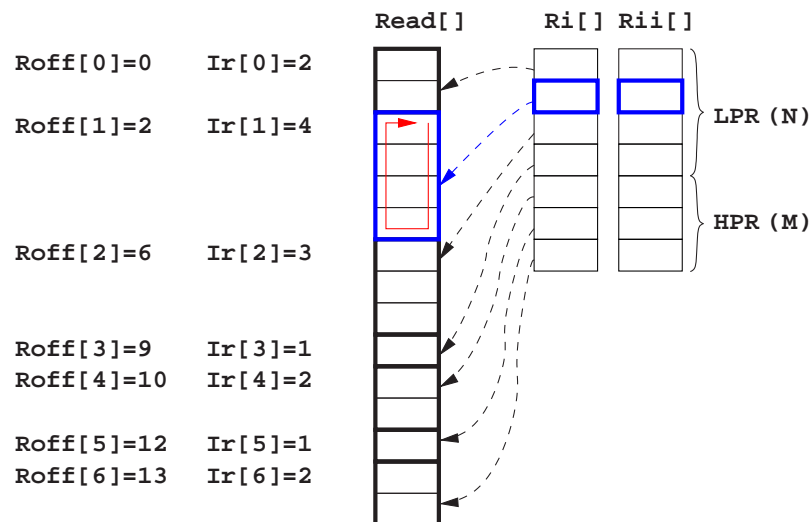 Read[] Ri[] Rii[]
Roff[0]=0 Ir[0]=2
Roff[1]=2 Ir[1]=4
LPR (N)
HPR (M)
Roff[2]=6 Ir[2]=3
Roff[3]=9 Ir[3]=1
Roff[4]=10 Ir[4]=2
Roff[5]=12 Ir[5]=1
Roff[6]=13 Ir[6]=2